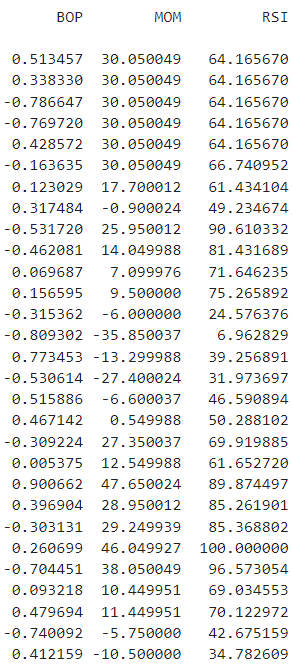 BOP MOM RSI
0.513457 30.050049 64.165670
0.338330 30.050049 64.165670
-0.786647 30.050049 64.165670
-0.769720 30.050049 64.165670
0.428572 30.050049 64.165670
-0.163635 30.050049 66.740952
0.123029 17.700012 61.434104
0.317484 -0.900024 49.234674
-0.531720 25.950012 90.610332
-0.462081 14.049988 81.431689
0.069687 7.099976 71.646235
0.156595 9.500000 75.265892
-0.315362 -6.000000 24.576376
-0.809302 -35.850037 6.962829
0.773453 -13.299988 39.256891
-0.530614 -27.400024 31.973697
0.515886 -6.600037 46.590894
0.467142 0.549988 50.288102
-0.309224 27.350037 69.919885
0.005375 12.549988 61.652720
0.900662 47.650024 89.874497
0.396904 28.950012 85.261901
-0.303131 29.249939 85.368802
0.260699 46.049927 100.000000
-0.704451 38.050049 96.573054
0.093218 10.449951 69.034553
0.479694 11.449951 70.122972
-0.740092 -5.750000 42.675159
0.412159 -10.500000 34.782609